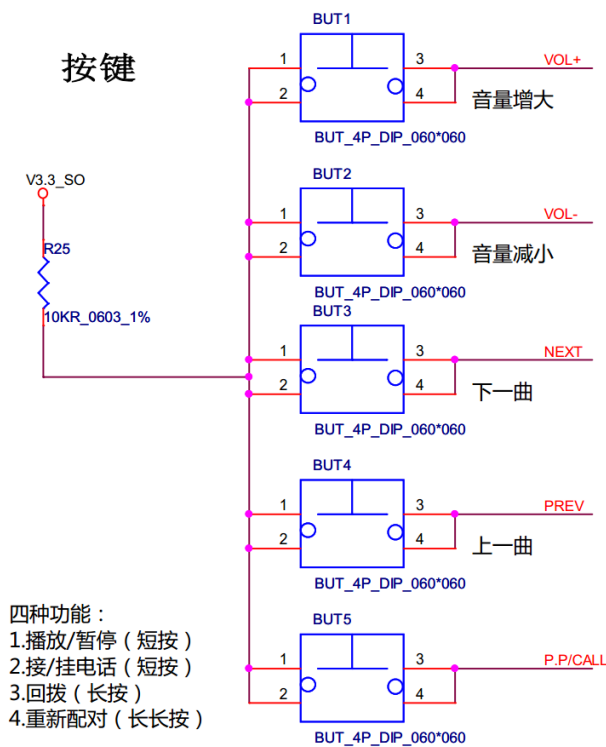 按键
BUT1
1 3 VOL+
2 4 音量增大
BUT_4P_DIP_060*060
BUT2
V3.3_SO
1 3 VOL-
2 4 音量减小
R25
BUT_4P_DIP_060*060
10KR_0603_1%
BUT3
1 3 NEXT
2 4 下一曲
BUT_4P_DIP_060*060
BUT4
1 3 PREV
2 4 上一曲
BUT_4P_DIP_060*060
四种功能：
1.播放/暂停（短按）
2.接/挂电话（短按）
3.回拨（长按）
4.重新配对（长长按）
BUT5
1 3 P.P/CALL
2 4
BUT_4P_DIP_060*060